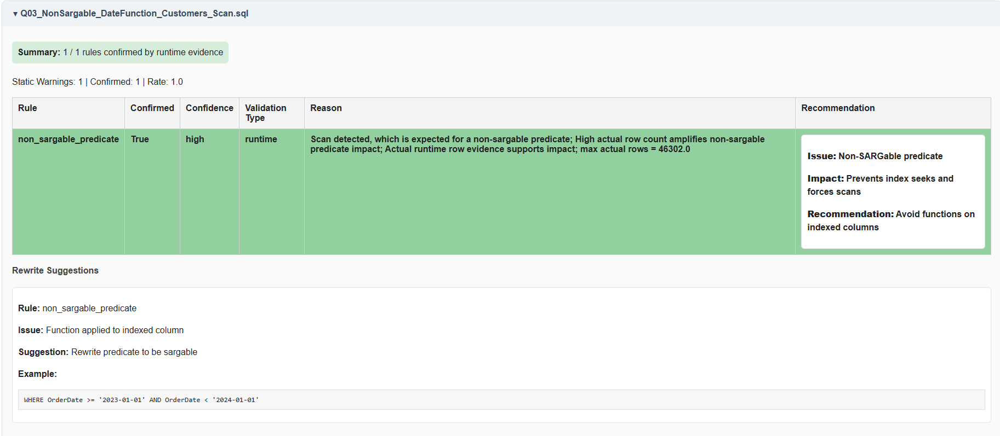 ▾ Q03_NonSargable_DateFunction_Customers_Scan.sql
Summary: 1 / 1 rules confirmed by runtime evidence
Static Warnings: 1 | Confirmed: 1 | Rate: 1.0
Rule Confirmed Confidence Validation Type Reason Recommendation
non_sargable_predicate True high runtime
Scan detected, which is expected for a non-sargable predicate; High actual row count amplifies non-sargable
predicate impact; Actual runtime row evidence supports impact; max actual rows = 46302.0
Issue: Non-SARGable predicate
Impact: Prevents index seeks and
forces scans
Recommendation: Avoid functions on
indexed columns
Rewrite Suggestions
Rule: non_sargable_predicate
Issue: Function applied to indexed column
Suggestion: Rewrite predicate to be sargable
Example:
WHERE OrderDate >= '2023-01-01' AND OrderDate < '2024-01-01'